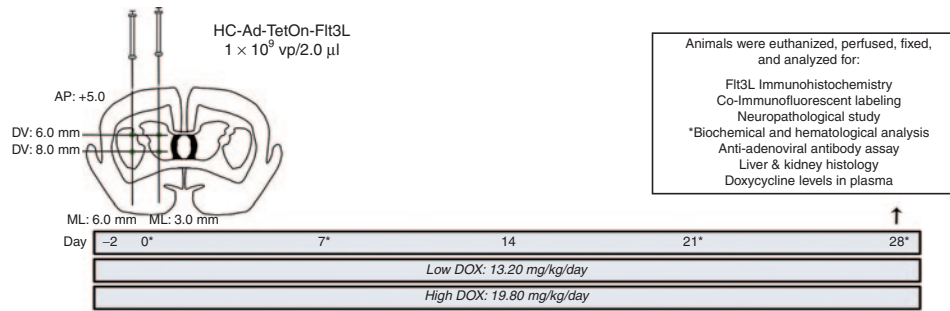 HC-Ad-TetOn-Flt3L
1 × 10⁹ vp/2.0 µl
AP: +5.0
DV: 6.0 mm
DV: 8.0 mm
ML: 6.0 mm ML: 3.0 mm
Animals were euthanized, perfused, fixed,
and analyzed for:
Flt3L Immunohistochemistry
Co-Immunofluorescent labeling
Neuropathological study
*Biochemical and hematological analysis
Anti-adenoviral antibody assay
Liver & kidney histology
Doxycycline levels in plasma
Day –2 0* 7* 14 21* 28*
Low DOX: 13.20 mg/kg/day
High DOX: 19.80 mg/kg/day